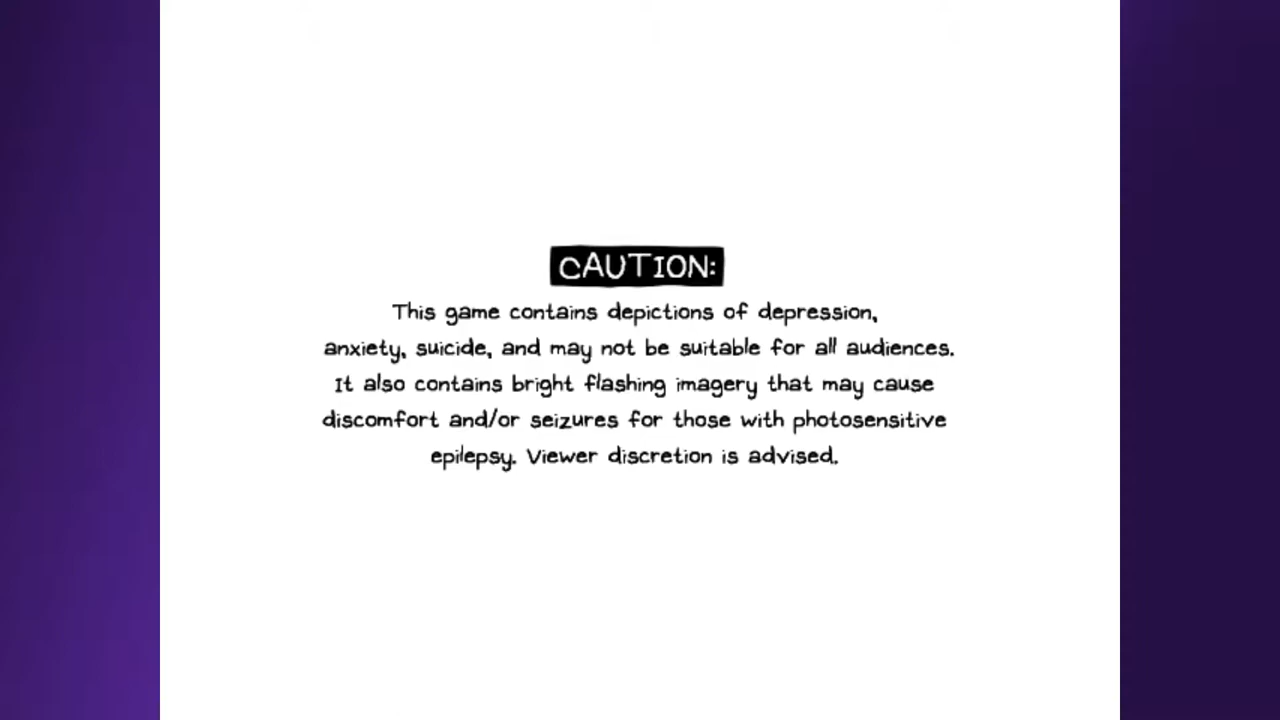 CAUTION:
This game contains depictions of depression,
anxiety, suicide, and may not be suitable for all audiences.
It also contains bright flashing imagery that may cause
discomfort and/or seizures for those with photosensitive
epilepsy. Viewer discretion is advised.